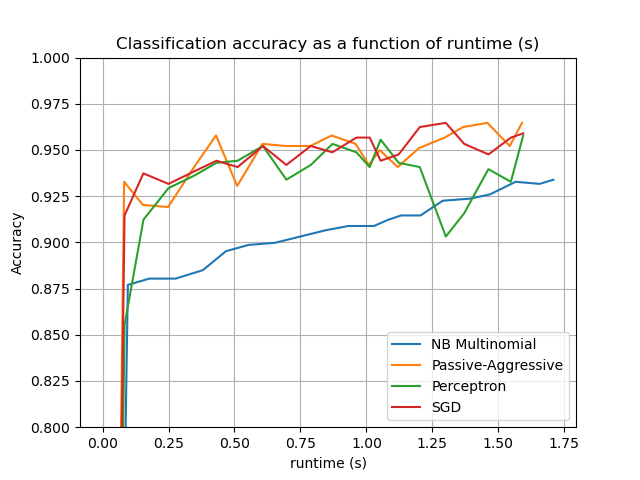 Classification accuracy as a function of runtime (s)
1.000
0.975
0.950
0.925
0.900
0.875
0.850
0.825
0.800
Accuracy
NB Multinomial
Passive-Aggressive
Perceptron
SGD
0.00 0.25 0.50 0.75 1.00 1.25 1.50 1.75
runtime (s)